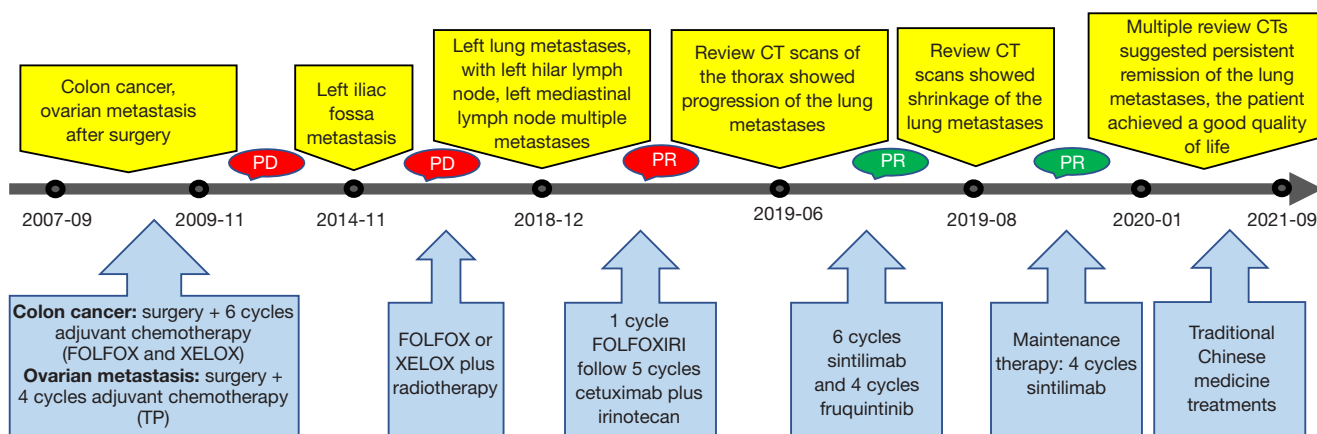 Colon cancer,
ovarian metastasis
after surgery
Left iliac
fossa
metastasis
Left lung metastases,
with left hilar lymph
node, left mediastinal
lymph node multiple
metastases
Review CT scans of
the thorax showed
progression of the lung
metastases
Review CT
scans showed
shrinkage of the
lung metastases
Multiple review CTs
suggested persistent
remission of the lung
metastases, the patient
achieved a good quality
of life
PD
PD
PR
PR
PR
2007-09
2009-11
2014-11
2018-12
2019-06
2019-08
2020-01
2021-09
Colon cancer: surgery + 6 cycles
adjuvant chemotherapy
(FOLFOX and XELOX)
Ovarian metastasis: surgery +
4 cycles adjuvant chemotherapy
(TP)
FOLFOX or
XELOX plus
radiotherapy
1 cycle
FOLFOXIRI
follow 5 cycles
cetuximab plus
irinotecan
6 cycles
sintilimab
and 4 cycles
fruquintinib
Maintenance
therapy: 4 cycles
sintilimab
Traditional
Chinese
medicine
treatments